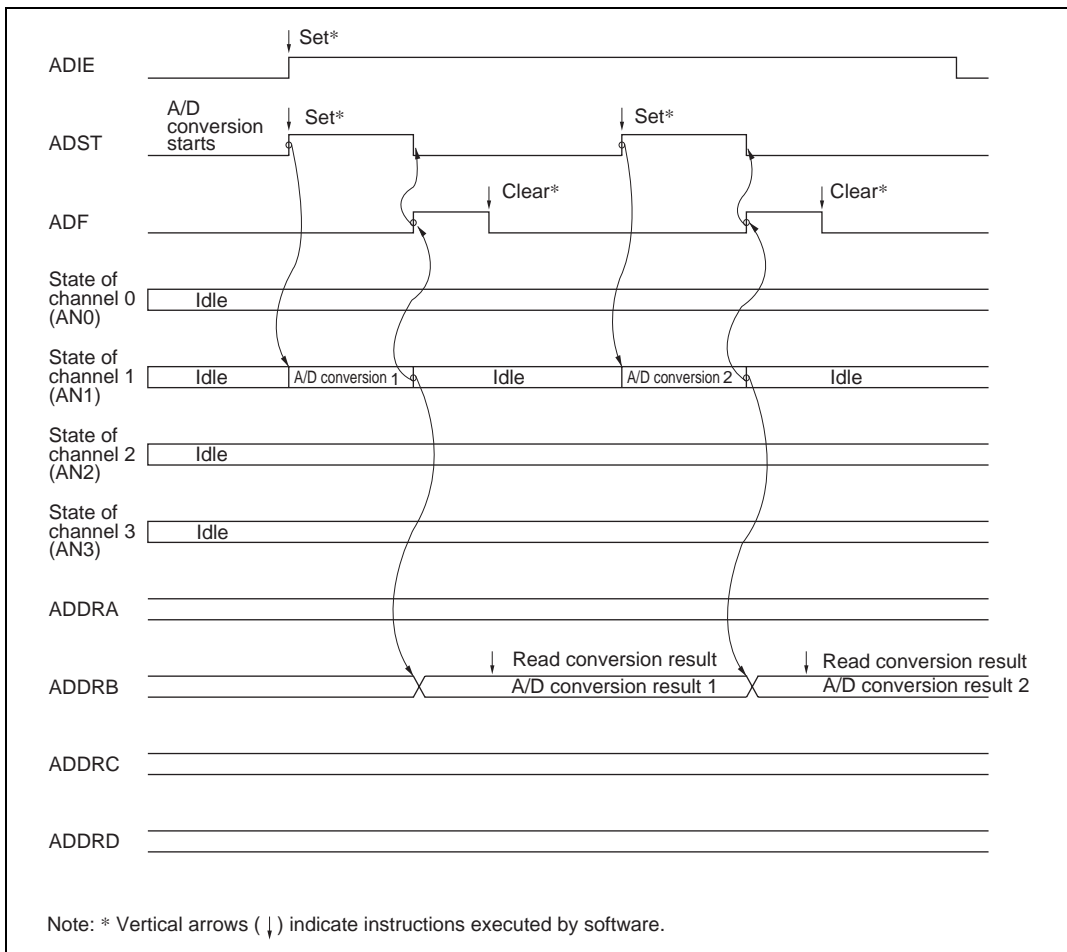 Set*
ADIE
A/D
conversion
starts
Set*
Set*
ADST
Clear*
Clear*
ADF
State of
channel 0
(AN0)
Idle
State of
channel 1
(AN1)
Idle
A/D conversion 1
Idle
A/D conversion 2
Idle
State of
channel 2
(AN2)
Idle
State of
channel 3
(AN3)
Idle
ADDRA
Read conversion result
Read conversion result
ADDRB
A/D conversion result 1
A/D conversion result 2
ADDRC
ADDRD
Note: * Vertical arrows (↓) indicate instructions executed by software.